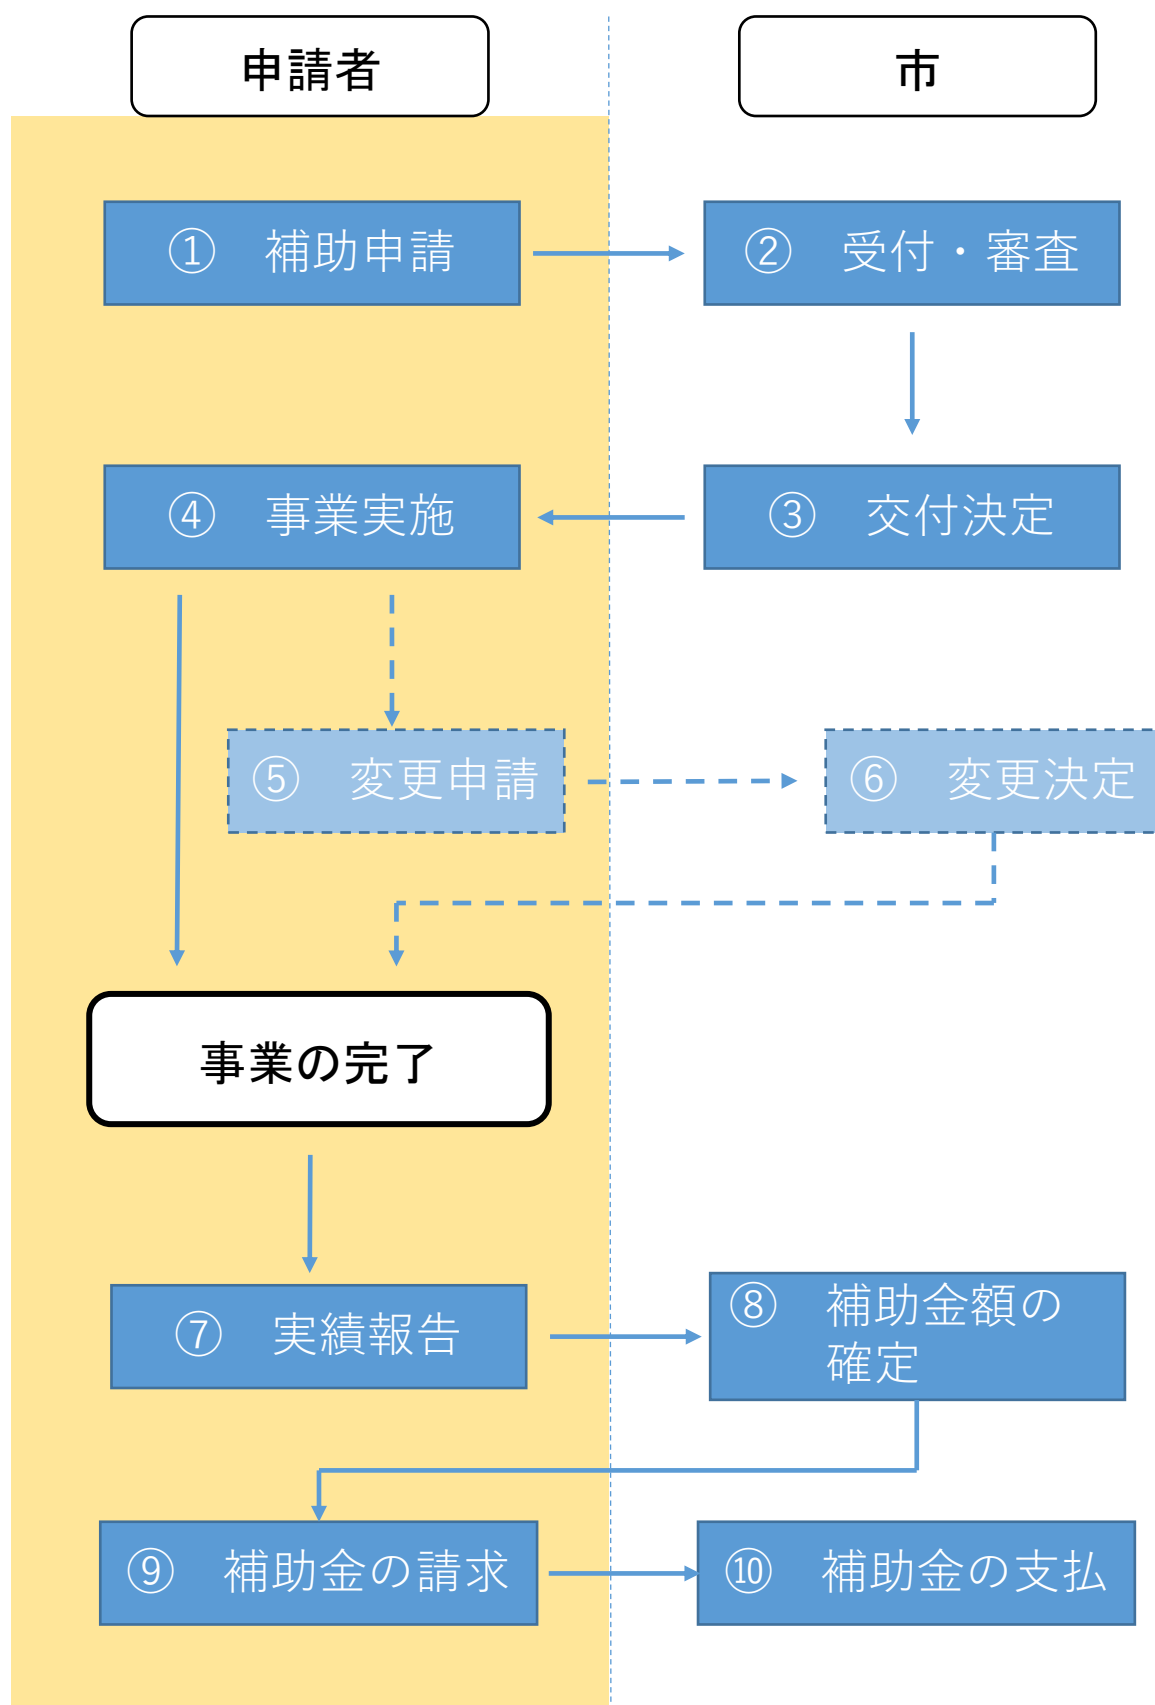 申請者
市
①　補助申請
②　受付・審査
④　事業実施
③　交付決定
⑤　変更申請
⑥　変更決定
事業の完了
⑦　実績報告
⑧　補助金額の
確定
⑨　補助金の請求
⑩　補助金の支払